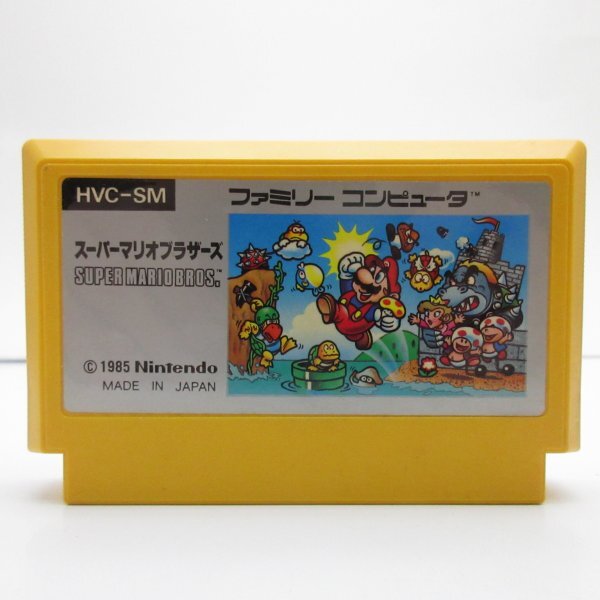 HVC-SM
ファミリー コンピュータ™
スーパーマリオブラザーズ
SUPER MARIO BROS.™
© 1985 Nintendo
MADE IN JAPAN